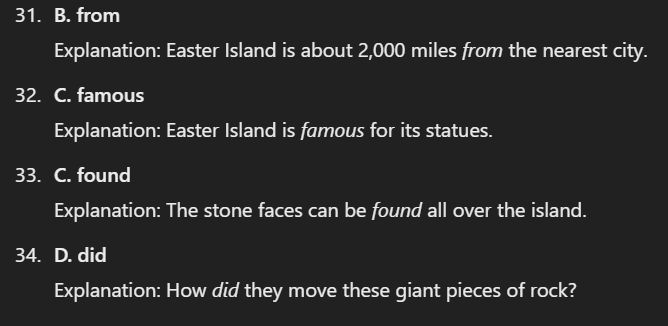 31. B. from
Explanation: Easter Island is about 2,000 miles from the nearest city.
32. C. famous
Explanation: Easter Island is famous for its statues.
33. C. found
Explanation: The stone faces can be found all over the island.
34. D. did
Explanation: How did they move these giant pieces of rock?